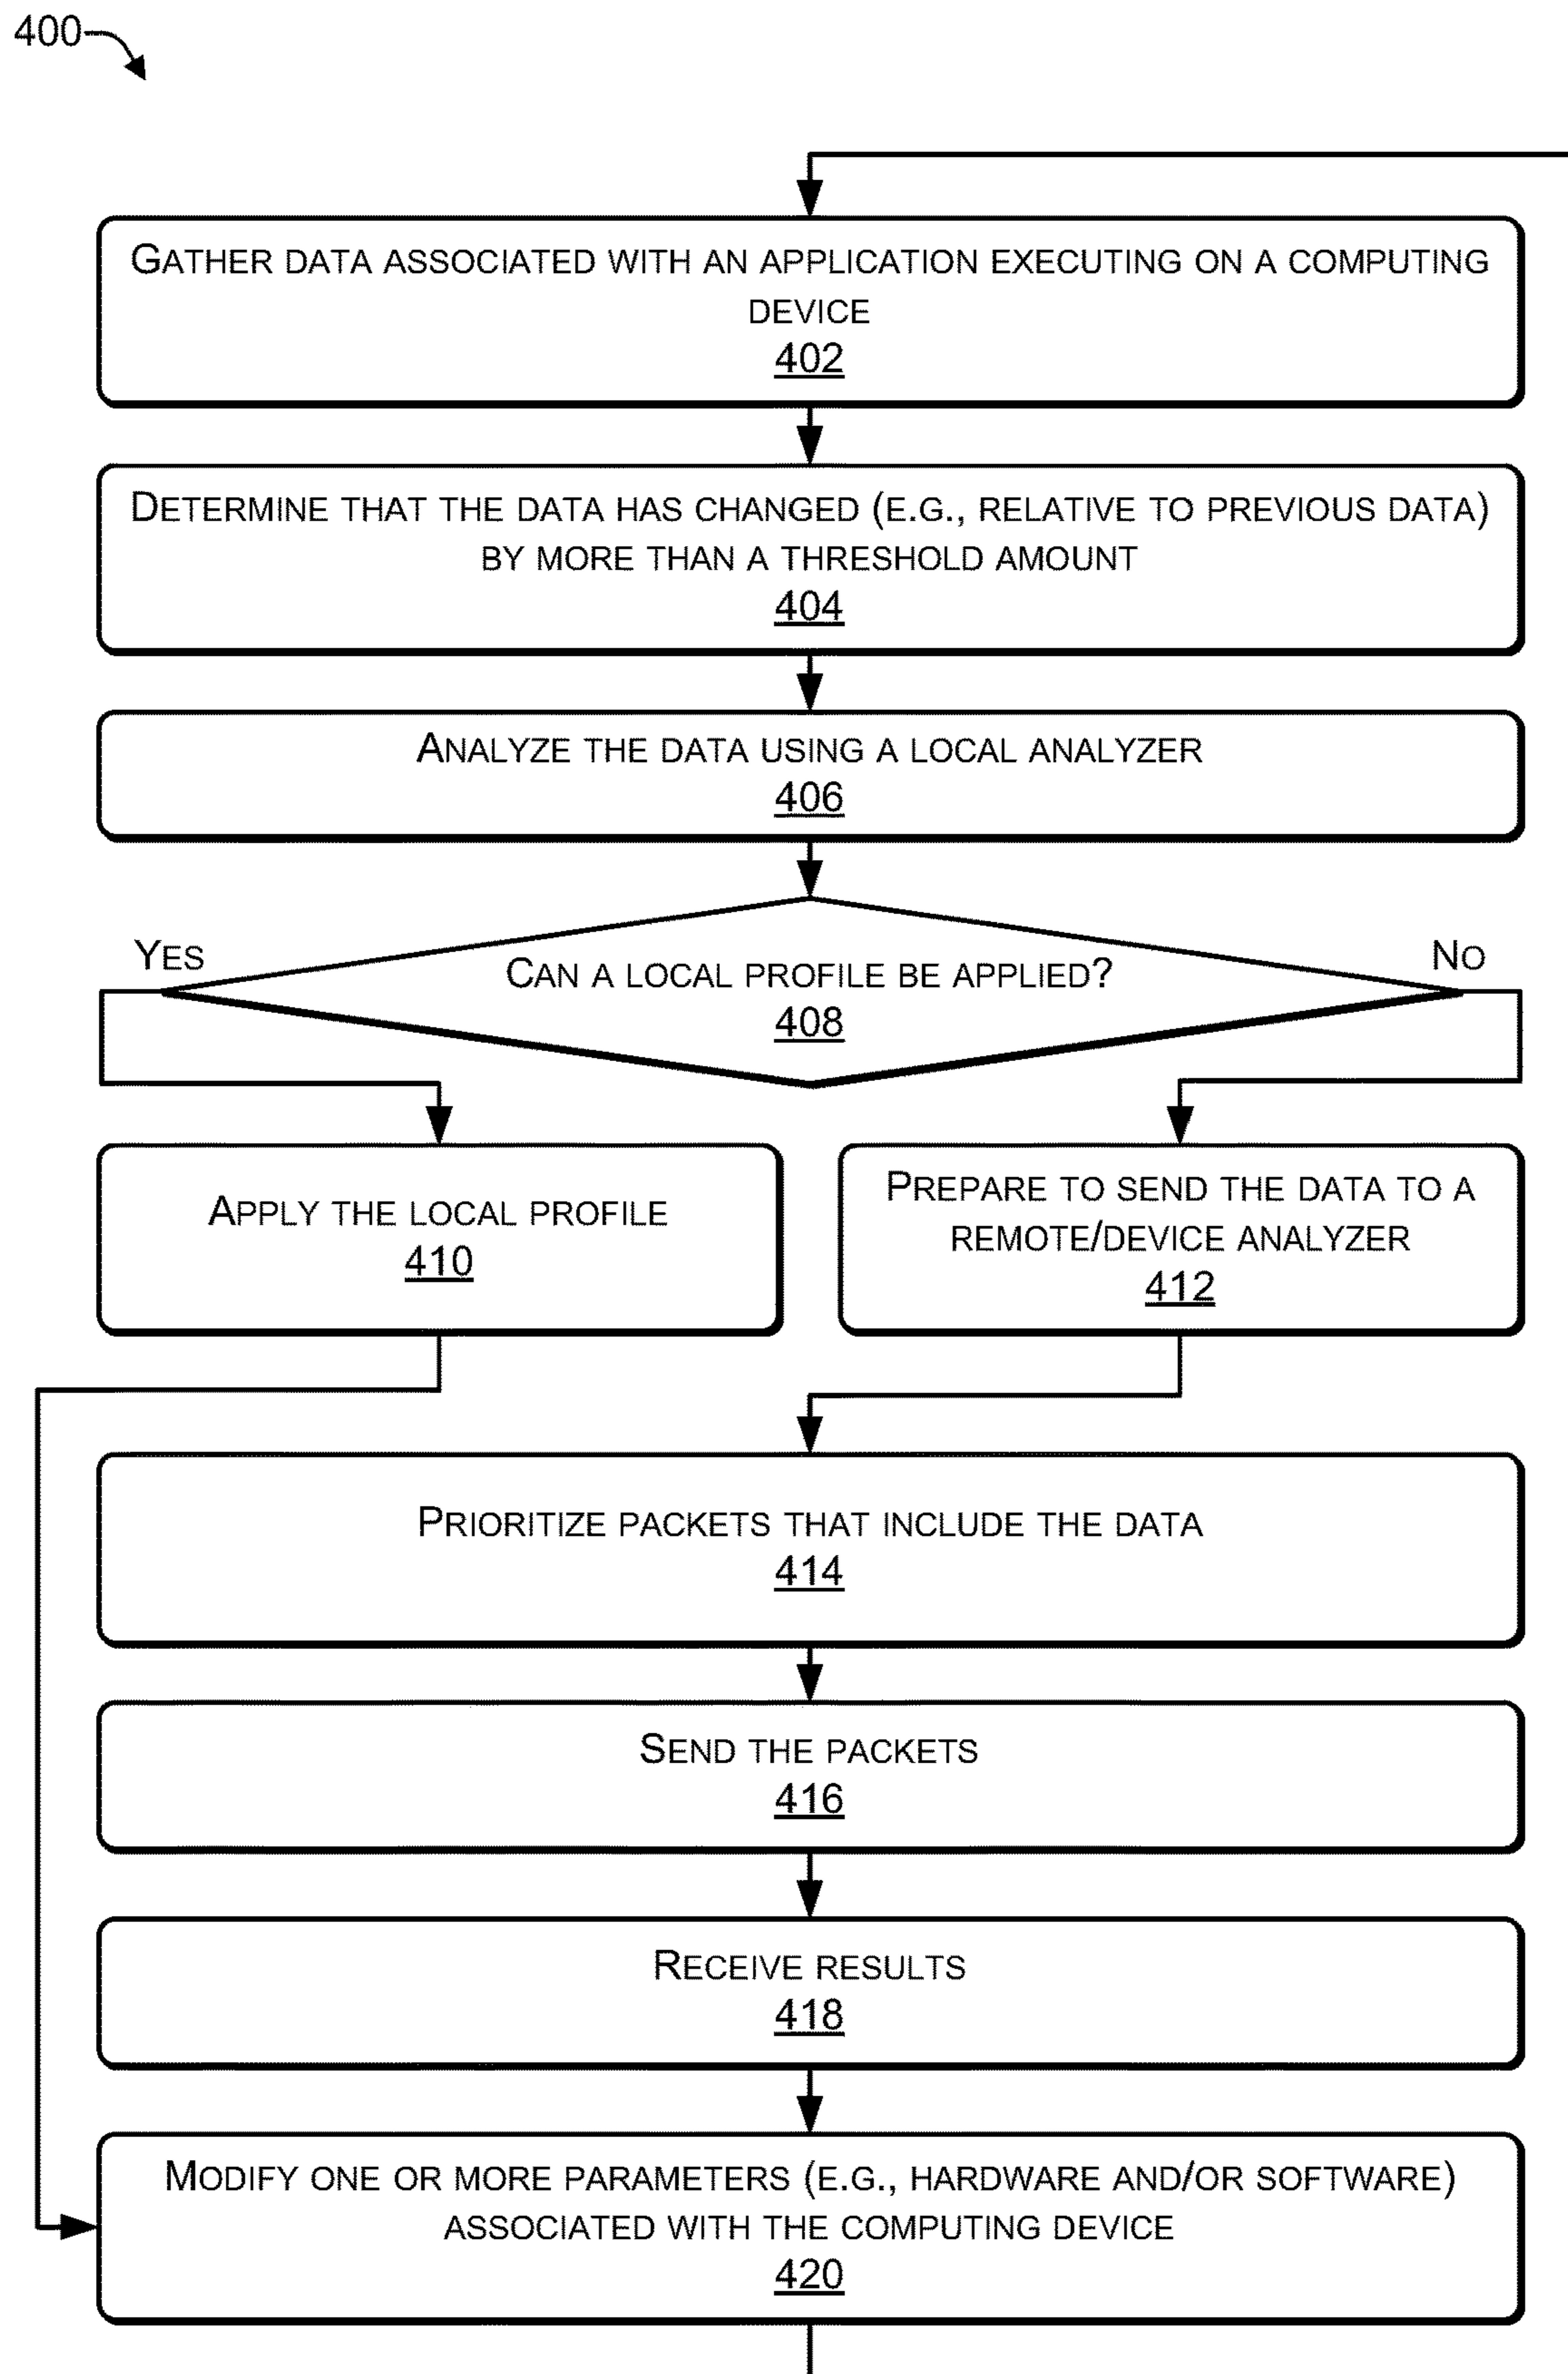 400
GATHER DATA ASSOCIATED WITH AN APPLICATION EXECUTING ON A COMPUTING
DEVICE
402
DETERMINE THAT THE DATA HAS CHANGED (E.G., RELATIVE TO PREVIOUS DATA)
BY MORE THAN A THRESHOLD AMOUNT
404
ANALYZE THE DATA USING A LOCAL ANALYZER
406
YES
NO
CAN A LOCAL PROFILE BE APPLIED?
408
APPLY THE LOCAL PROFILE
410
PREPARE TO SEND THE DATA TO A
REMOTE/DEVICE ANALYZER
412
PRIORITIZE PACKETS THAT INCLUDE THE DATA
414
SEND THE PACKETS
416
RECEIVE RESULTS
418
MODIFY ONE OR MORE PARAMETERS (E.G., HARDWARE AND/OR SOFTWARE)
ASSOCIATED WITH THE COMPUTING DEVICE
420